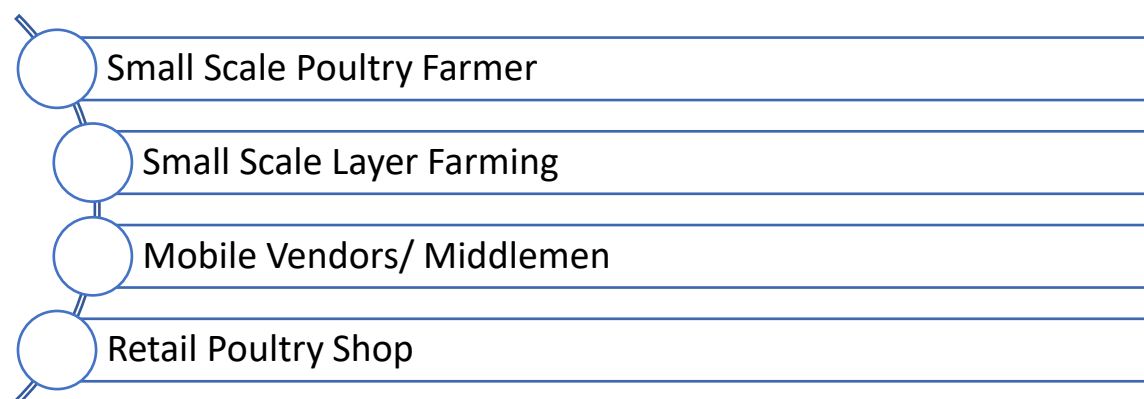 Small Scale Poultry Farmer
Small Scale Layer Farming
Mobile Vendors/ Middlemen
Retail Poultry Shop